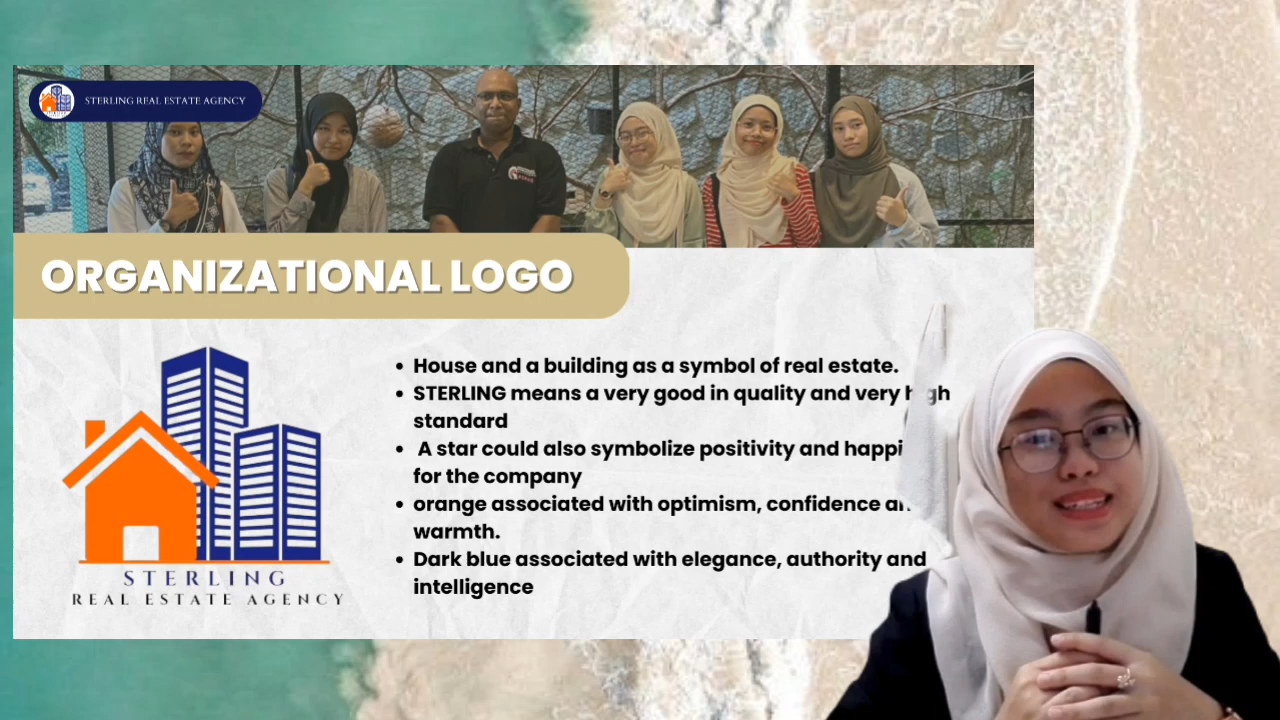 STERLING REAL ESTATE AGENCY
ORGANIZATIONAL LOGO
House and a building as a symbol of real estate.
STERLING means a very good in quality and very high
standard
A star could also symbolize positivity and
for the company
orange associated with optimism, confidence
warmth.
Dark blue associated with elegance, authority and
intelligence
STERLING
REAL ESTATE AGENCY